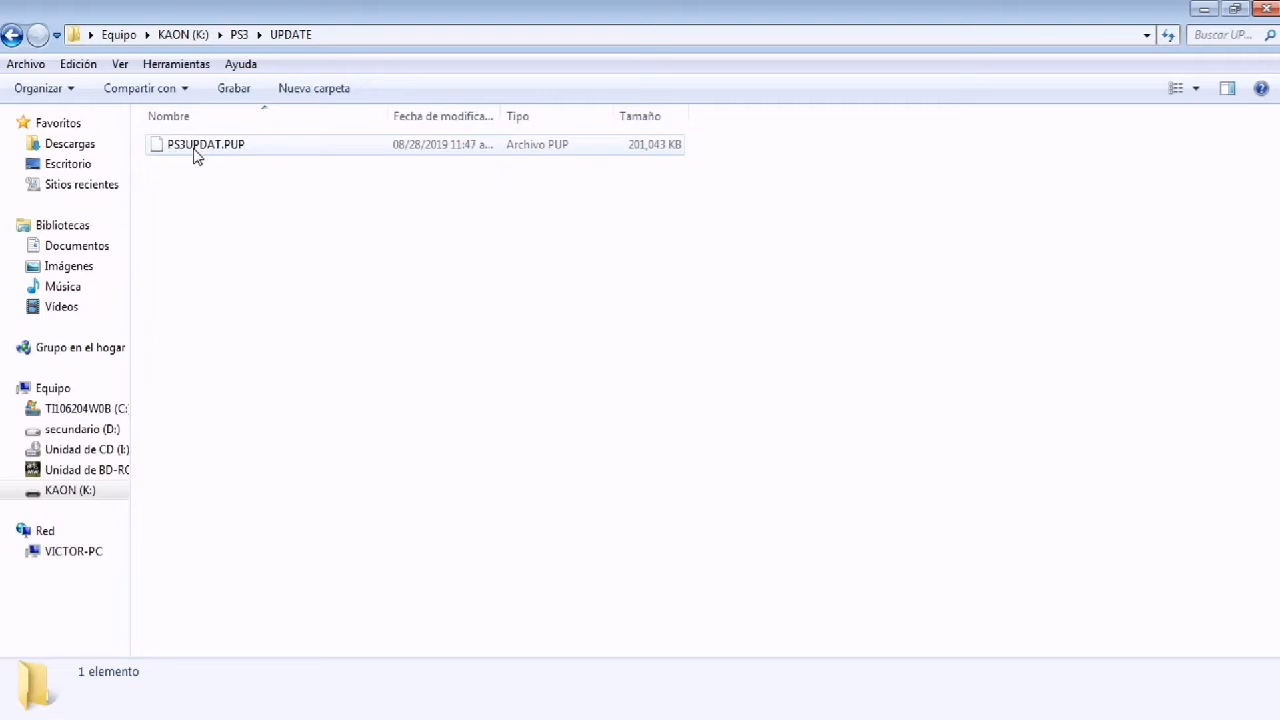 Equipo KAON (K:) PS3 UPDATE Buscar UP...
Archivo Edición Ver Herramientas Ayuda
Organizar Compartir con Grabar Nueva carpeta
Nombre Fecha de modifica... Tipo Tamaño
PS3UPDAT.PUP 08/28/2019 11:47 a... Archivo PUP 201,043 KB
Favoritos
Descargas
Escritorio
Sitios recientes
Bibliotecas
Documentos
Imágenes
Música
Vídeos
Grupo en el hogar
Equipo
TI106204W0B (C:
secundario (D:)
Unidad de CD (I:)
Unidad de BD-RO
KAON (K:)
Red
VICTOR-PC
1 elemento